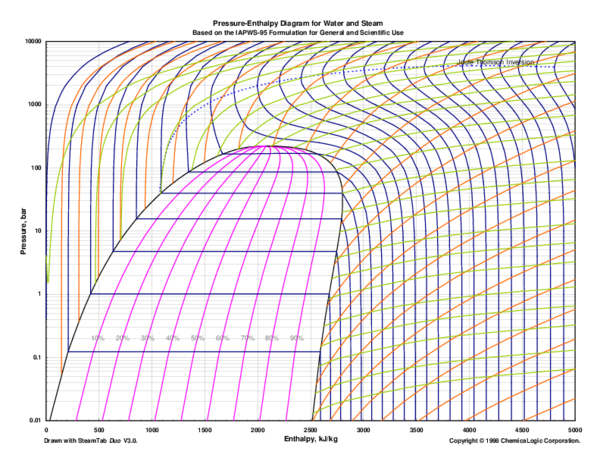 Pressure-Enthalpy Diagram for Water and Steam
Based on the IAPWS-95 Formulation for General and Scientific Use
10000
Joule Thomson Inversion
1000
100
Pressure, bar
10
1
10% 20% 30% 40% 50% 60% 70% 80% 90%
0.1
0.01
0 500 1000 1500 2000 2500 3000 3500 4000 4500 5000
Drawn with SteamTab Duo V3.0. Enthalpy, kJ/kg Copyright © 1998 ChemicaLogic Corporation.